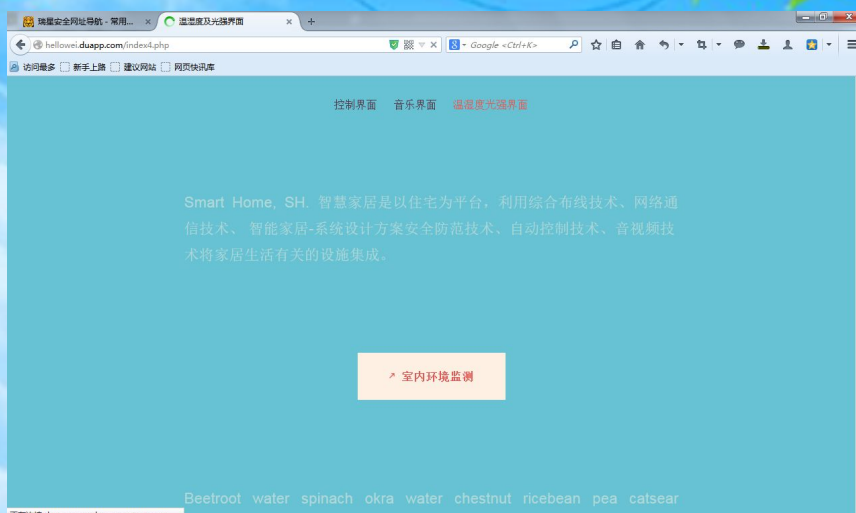 瑞星安全网址导航 - 常用...
温湿度及光强界面
hellowei.duapp.com/index4.php
Google <Ctrl+K>
访问最多 新手上路 建议网站 网页快讯库
控制界面 音乐界面 温湿度光强界面
Smart Home, SH. 智慧家居是以住宅为平台，利用综合布线技术、网络通
信技术、 智能家居-系统设计方案安全防范技术、自动控制技术、音视频技
术将家居生活有关的设施集成。
↗ 室内环境监测
Beetroot water spinach okra water chestnut ricebean pea catsear